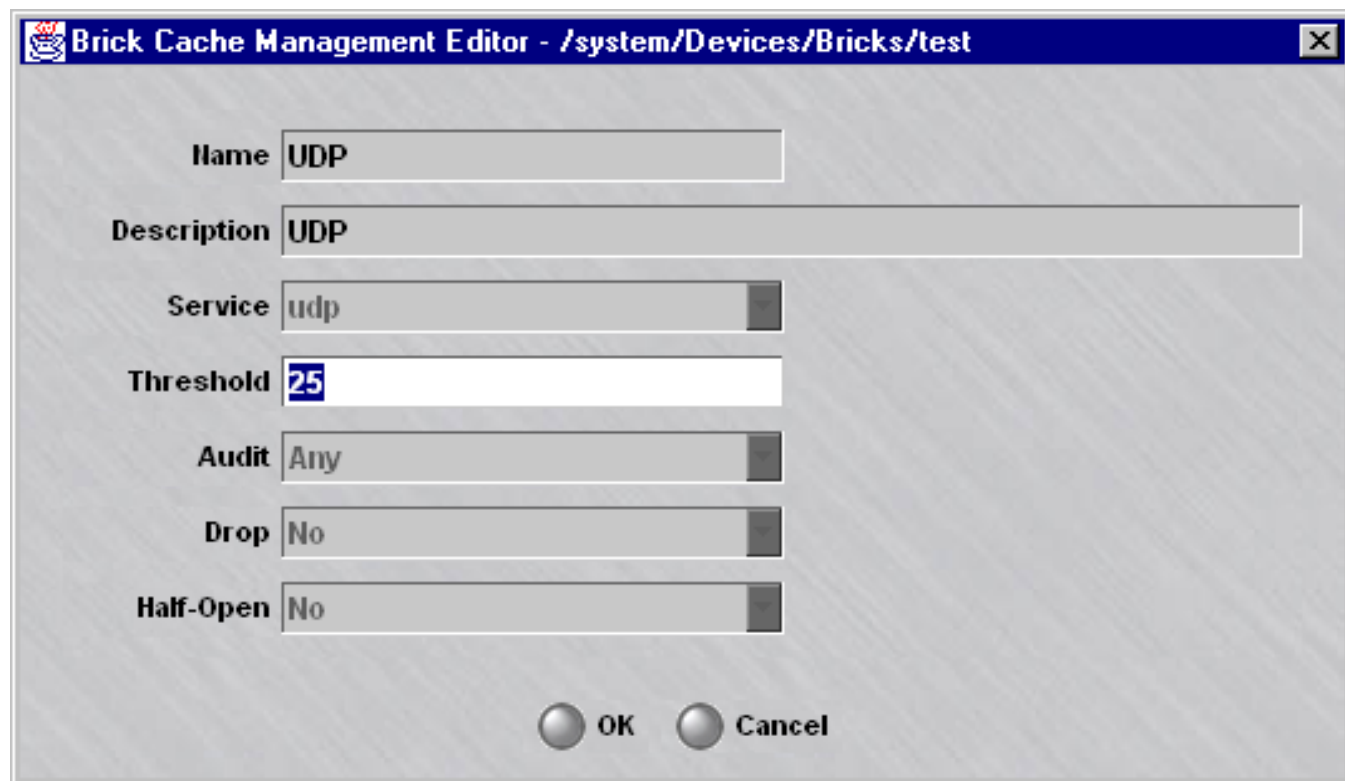 Brick Cache Management Editor - /system/Devices/Bricks/test
Name UDP
Description UDP
Service udp
Threshold 25
Audit Any
Drop No
Half-Open No
OK Cancel